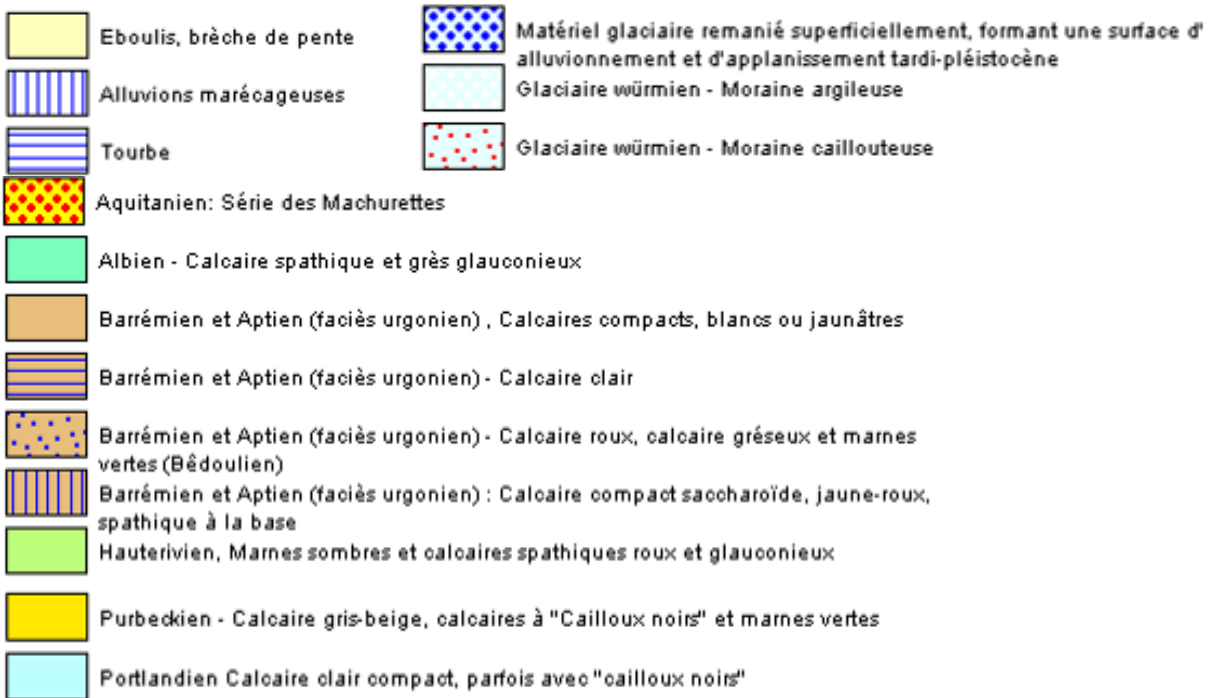 Eboulis, brèche de pente
Alluvions marécageuses
Tourbe
Matériel glaciaire remanié superficiellement, formant une surface d'
alluvionnement et d'applanissement tardi-pléistocène
Glaciaire würmien - Moraine argileuse
Glaciaire würmien - Moraine caillouteuse
Aquitanien: Série des Machurettes
Albien - Calcaire spathique et grès glauconieux
Barrémien et Aptien (faciès urgonien) , Calcaires compacts, blancs ou jaunâtres
Barrémien et Aptien (faciès urgonien) - Calcaire clair
Barrémien et Aptien (faciès urgonien) - Calcaire roux, calcaire gréseux et marnes
vertes (Bêdoulien)
Barrémien et Aptien (faciès urgonien) : Calcaire compact saccharoïde, jaune-roux,
spathique à la base
Hauterivien, Marnes sombres et calcaires spathiques roux et glauconieux
Purbeckien - Calcaire gris-beige, calcaires à "Cailloux noirs" et marnes vertes
Portlandien Calcaire clair compact, parfois avec "cailloux noirs"